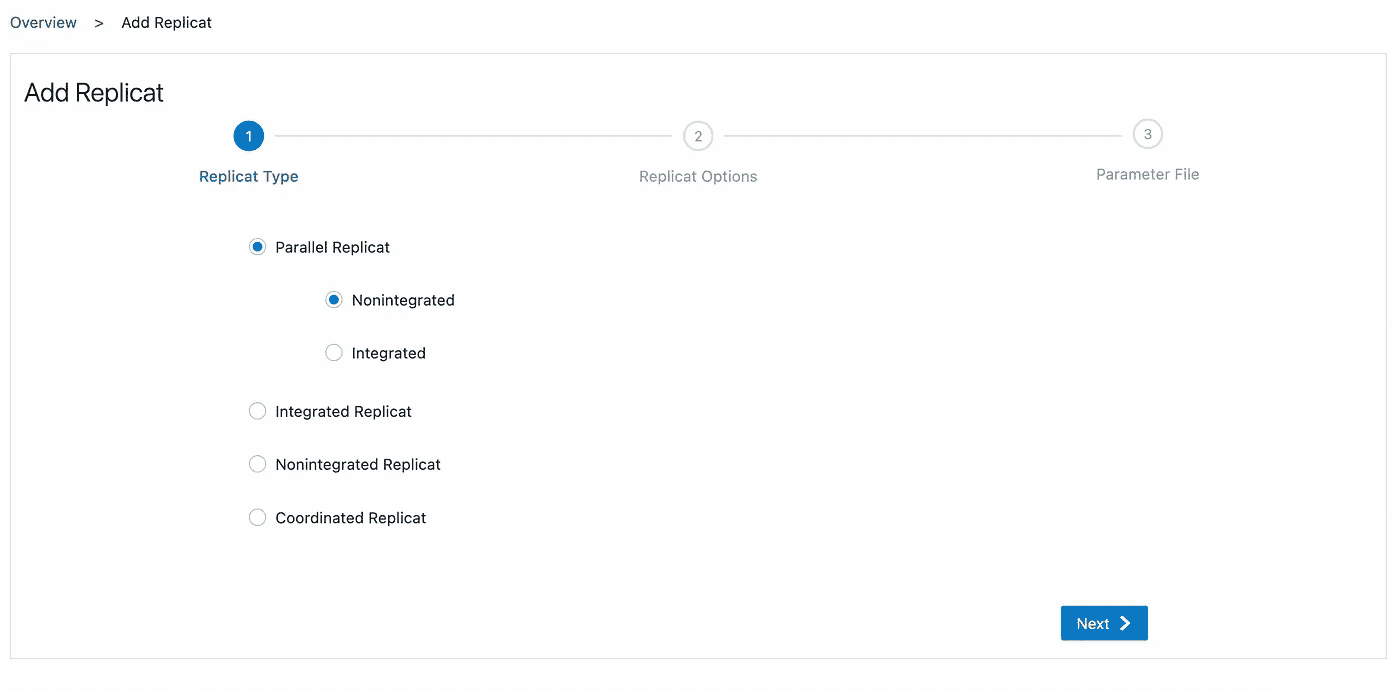 Overview > Add Replicat
Add Replicat
1 2 3
Replicat Type Replicat Options Parameter File
Parallel Replicat
Nonintegrated
Integrated
Integrated Replicat
Nonintegrated Replicat
Coordinated Replicat
Next